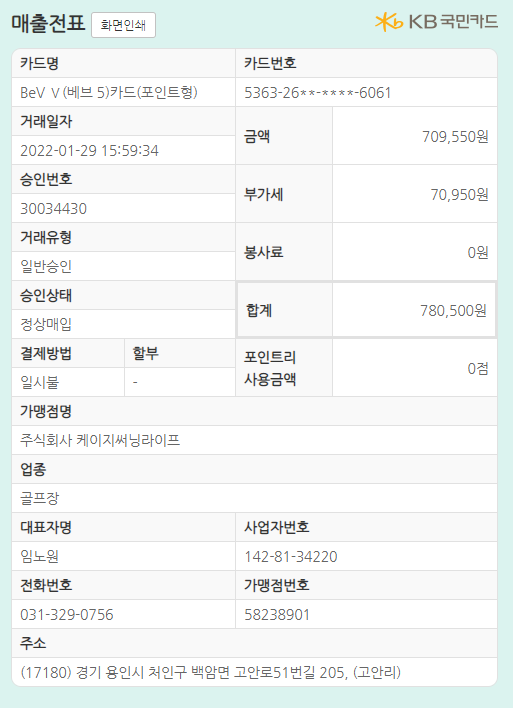 매출전표 화면인쇄 KB국민카드
카드명 카드번호
BeV Ⅴ(베브 5)카드(포인트형) 5363-26**-****-6061
거래일자
금액 709,550원
2022-01-29 15:59:34
승인번호
부가세 70,950원
30034430
거래유형
봉사료 0원
일반승인
승인상태
합계 780,500원
정상매입
결제방법 할부
포인트리
사용금액 0점
일시불 -
가맹점명
주식회사 케이지써닝라이프
업종
골프장
대표자명 사업자번호
임노원 142-81-34220
전화번호 가맹점번호
031-329-0756 58238901
주소
(17180) 경기 용인시 처인구 백암면 고안로51번길 205, (고안리)